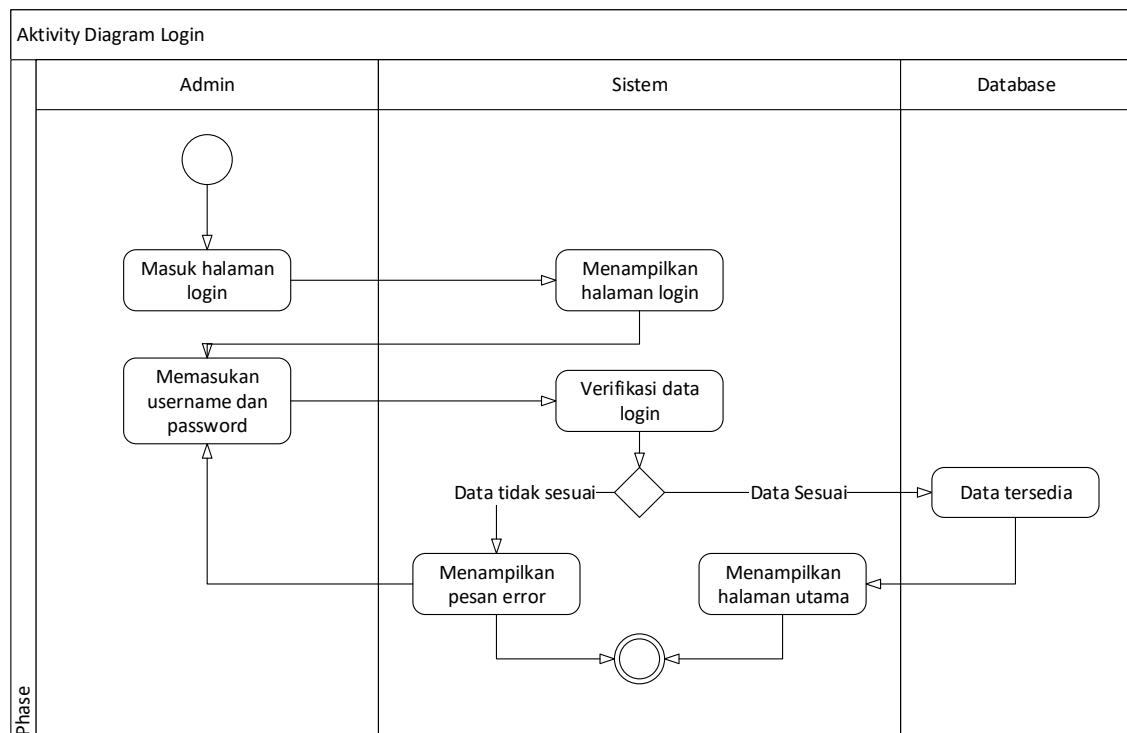 Aktivity Diagram Login
Admin
Sistem
Database
Masuk halaman
login
Menampilkan
halaman login
Memasukan
username dan
password
Verifikasi data
login
Data tidak sesuai
Data Sesuai
Data tersedia
Menampilkan
pesan error
Menampilkan
halaman utama
Phase